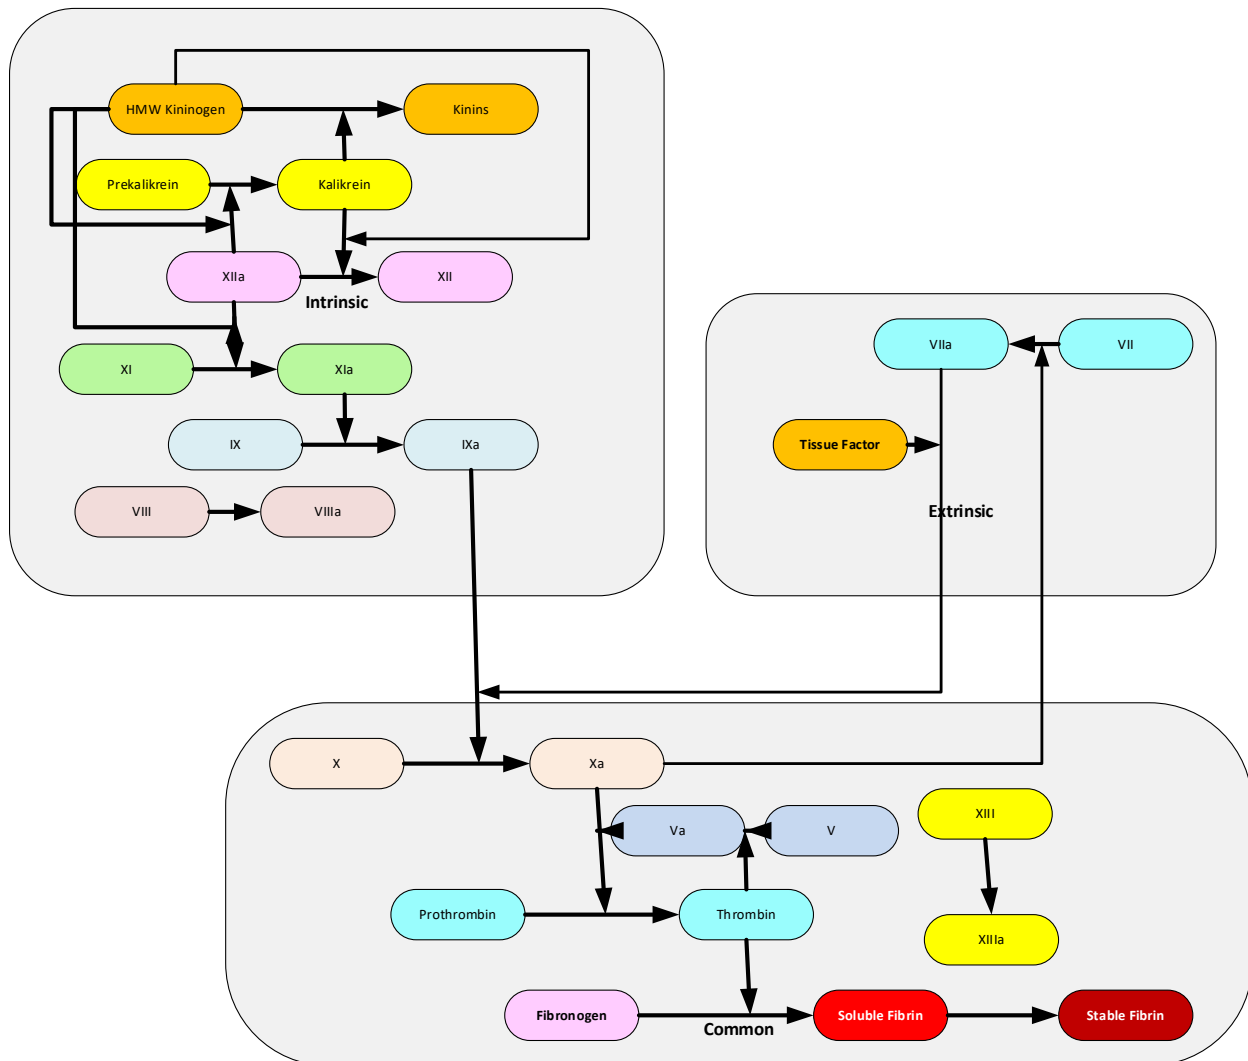 HMW Kininogen
Kinins
Prekalikrein
Kalikrein
XIIa
XII
Intrinsic
XI
XIa
IX
IXa
VIII
VIIIa
VIIa
VII
Tissue Factor
Extrinsic
X
Xa
Va
V
XIII
Prothrombin
Thrombin
XIIIa
Fibronogen
Soluble Fibrin
Stable Fibrin
Common